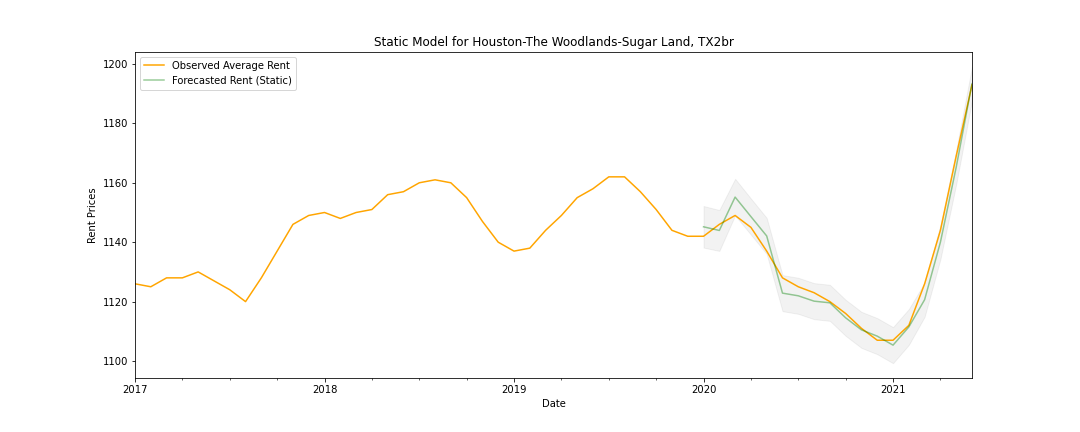 Static Model for Houston-The Woodlands-Sugar Land, TX2br
Observed Average Rent
Forecasted Rent (Static)
Rent Prices
1200
1180
1160
1140
1120
1100
2017 2018 2019 2020 2021
Date